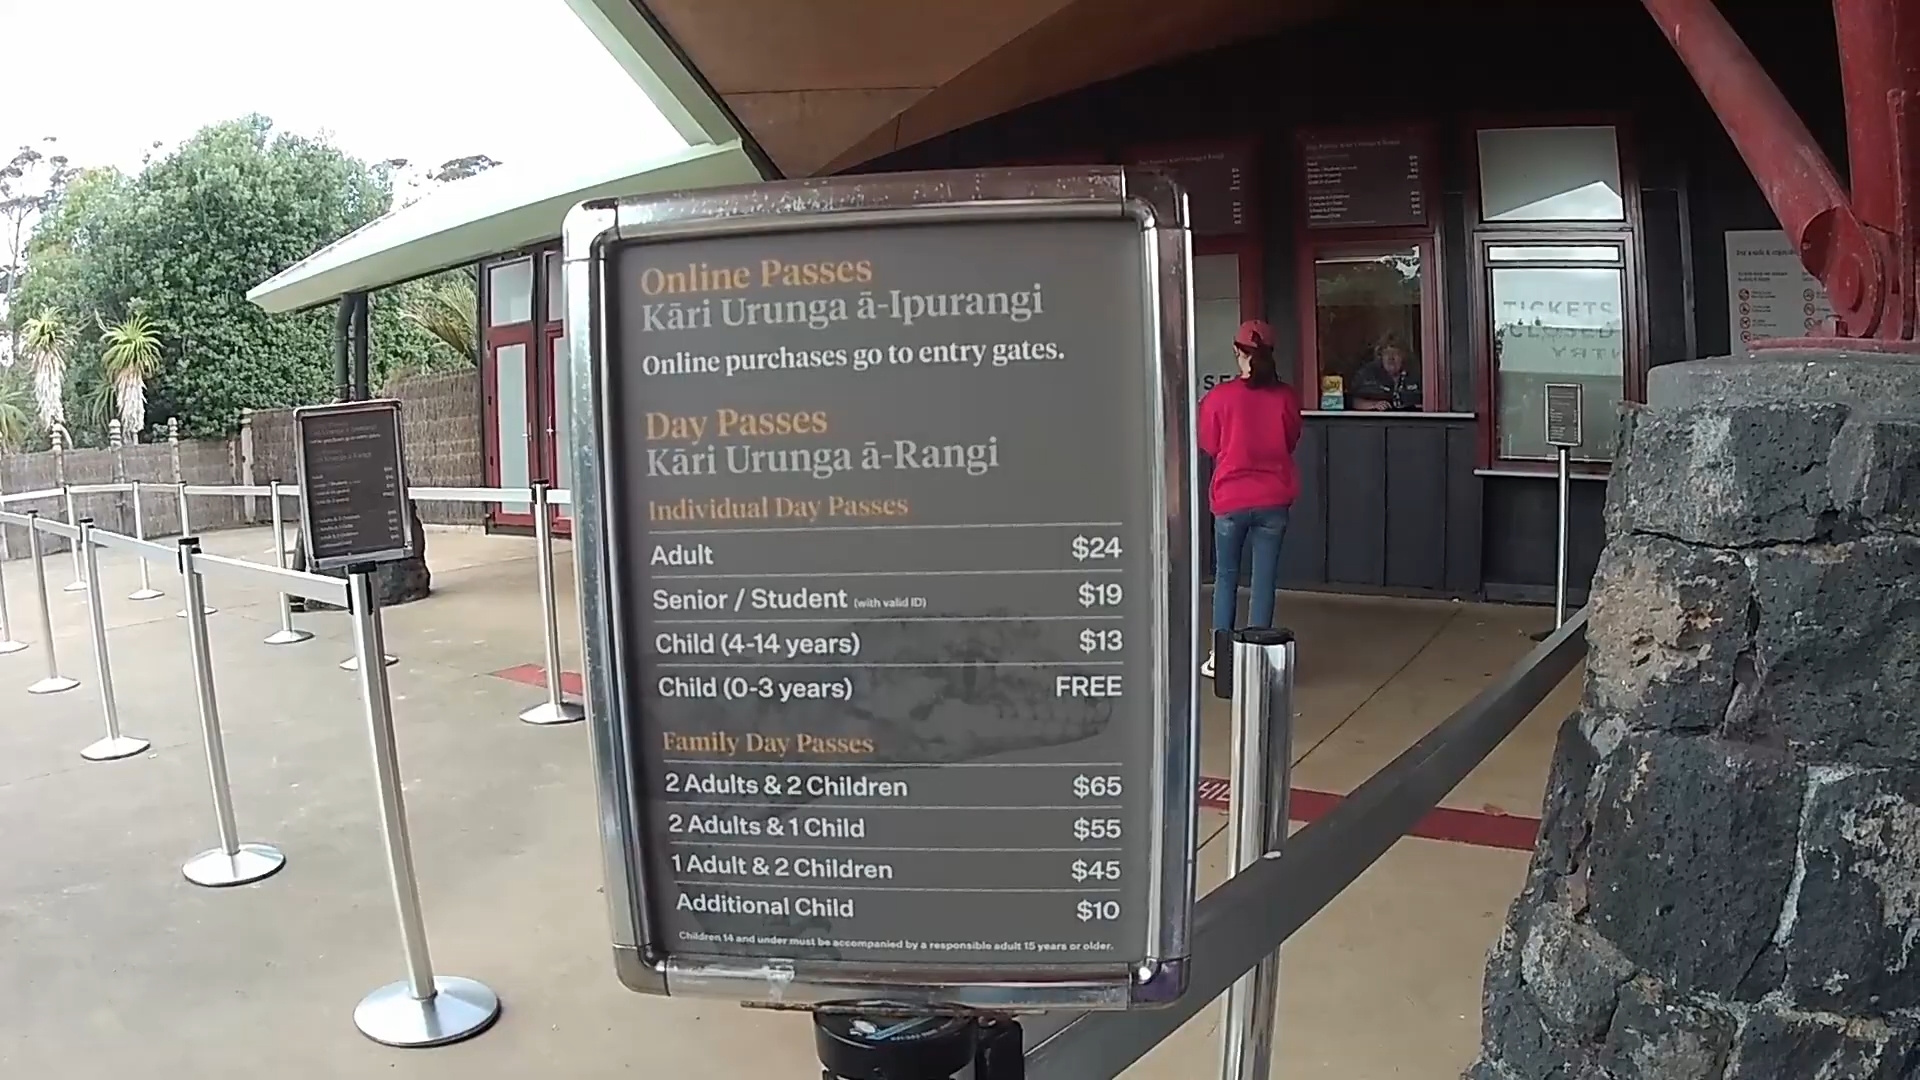 Online Passes
Kāri Urunga ā-Ipurangi
Online purchases go to entry gates.
Day Passes
Kāri Urunga ā-Rangi
Individual Day Passes
Adult $24
Senior / Student (with valid ID) $19
Child (4-14 years) $13
Child (0-3 years) FREE
Family Day Passes
2 Adults & 2 Children $65
2 Adults & 1 Child $55
1 Adult & 2 Children $45
Additional Child $10
Children 14 and under must be accompanied by a responsible adult 15 years or older.
TICKETS